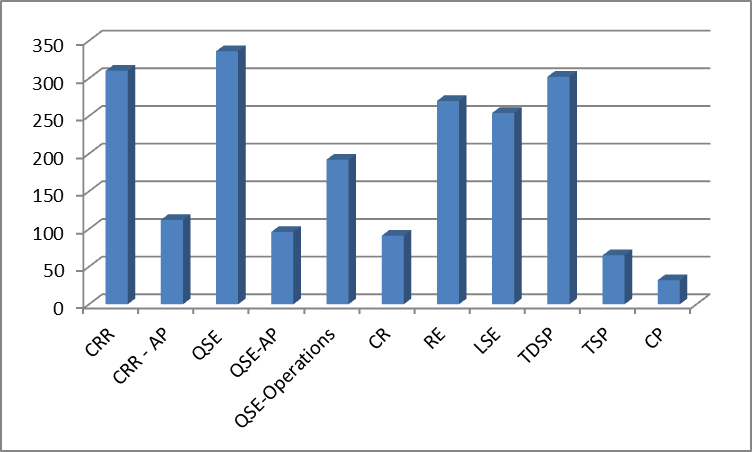 350
300
250
200
150
100
50
0
CRR
CRR - AP
QSE
QSE-AP
QSE-Operations
CR
RE
LSE
TDSP
TSP
CP